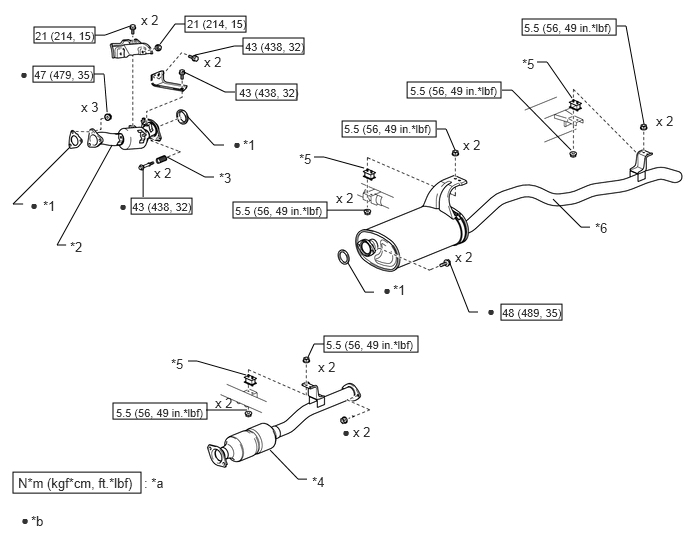 x 2
21 (214, 15)
21 (214, 15)
43 (438, 32)
x 2
● 47 (479, 35)
43 (438, 32)
x 3
● *1
x 2
*3
● *1
● 43 (438, 32)
*2
5.5 (56, 49 in.*lbf)
*5
5.5 (56, 49 in.*lbf)
x 2
5.5 (56, 49 in.*lbf)
x 2
*5
x 2
5.5 (56, 49 in.*lbf)
*6
x 2
● *1
● 48 (489, 35)
5.5 (56, 49 in.*lbf)
*5
x 2
x 2
5.5 (56, 49 in.*lbf)
● x 2
*4
N*m (kgf*cm, ft.*lbf) : *a
● *b